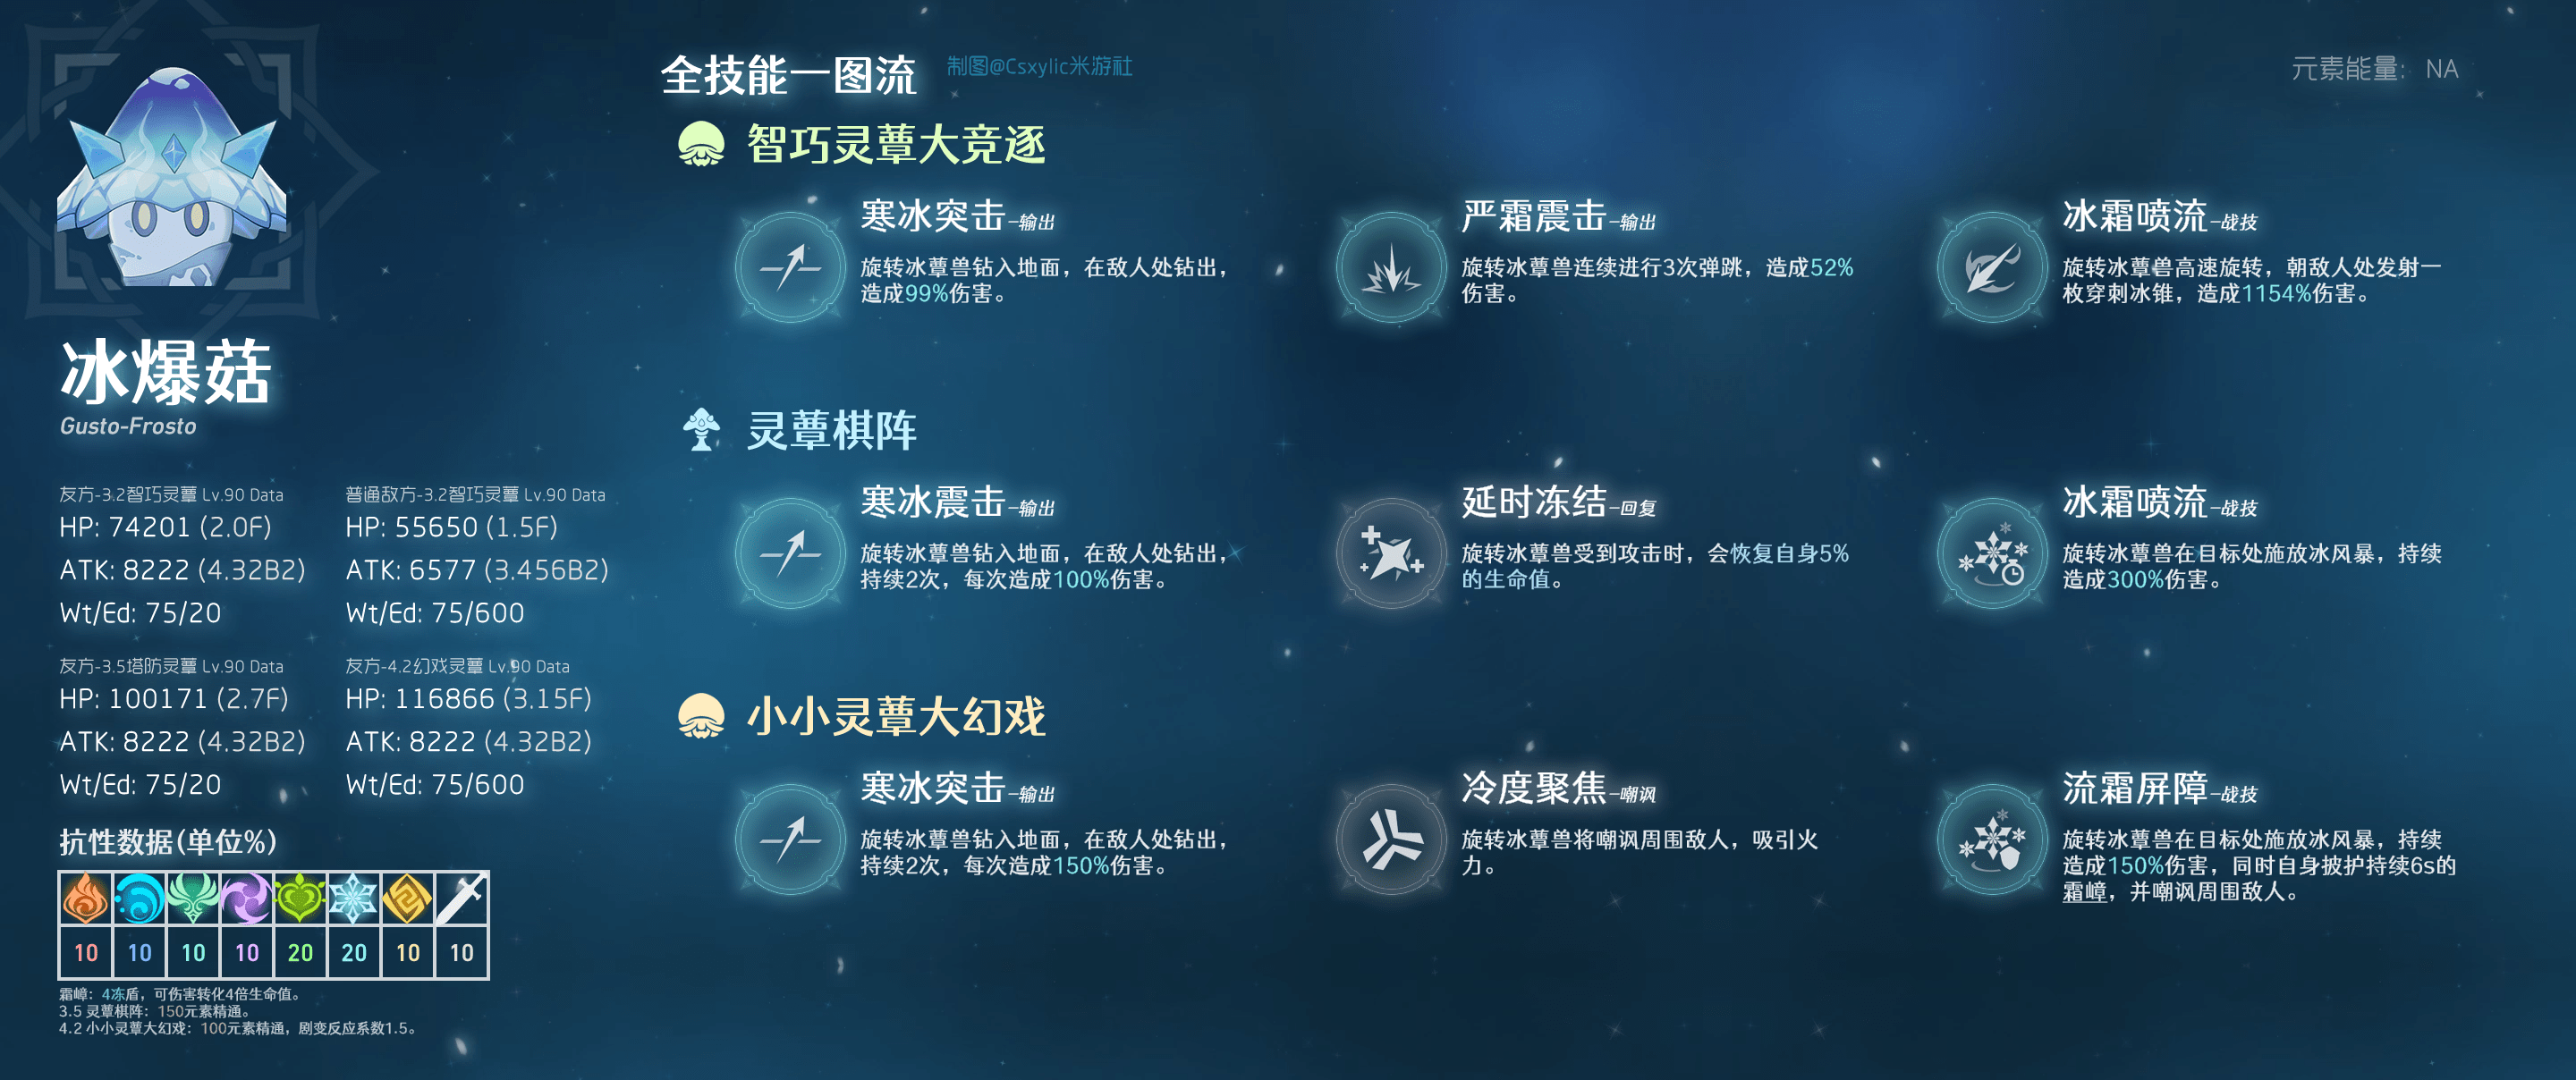 全技能一图流
制图@Csxylic米游社
元素能量: NA
冰爆菇
Gusto-Frosto
友方-3.2智巧灵蕈 Lv.90 Data
HP: 74201 (2.0F)
ATK: 8222 (4.32B2)
Wt/Ed: 75/20
普通敌方-3.2智巧灵蕈 Lv.90 Data
HP: 55650 (1.5F)
ATK: 6577 (3.456B2)
Wt/Ed: 75/600
友方-3.5塔防灵蕈 Lv.90 Data
HP: 100171 (2.7F)
ATK: 8222 (4.32B2)
Wt/Ed: 75/20
友方-4.2幻戏灵蕈 Lv.90 Data
HP: 116866 (3.15F)
ATK: 8222 (4.32B2)
Wt/Ed: 75/600
抗性数据(单位%)
10 10 10 10 20 20 10 10
霜嶂：4冻盾，可伤害转化4倍生命值。
3.5 灵蕈棋阵：150元素精通。
4.2 小小灵蕈大幻戏：100元素精通，剧变反应系数1.5。
智巧灵蕈大竞逐
寒冰突击-输出
旋转冰蕈兽钻入地面，在敌人处钻出，
造成99%伤害。
严霜震击-输出
旋转冰蕈兽连续进行3次弹跳，造成52%
伤害。
冰霜喷流-战技
旋转冰蕈兽高速旋转，朝敌人处发射一
枚穿刺冰锥，造成1154%伤害。
灵蕈棋阵
寒冰震击-输出
旋转冰蕈兽钻入地面，在敌人处钻出，
持续2次，每次造成100%伤害。
延时冻结-回复
旋转冰蕈兽受到攻击时，会恢复自身5%
的生命值。
冰霜喷流-战技
旋转冰蕈兽在目标处施放冰风暴，持续
造成300%伤害。
小小灵蕈大幻戏
寒冰突击-输出
旋转冰蕈兽钻入地面，在敌人处钻出，
持续2次，每次造成150%伤害。
冷度聚焦-嘲讽
旋转冰蕈兽将嘲讽周围敌人，吸引火
力。
流霜屏障-战技
旋转冰蕈兽在目标处施放冰风暴，持续
造成150%伤害，同时自身披护持续6s的
霜嶂，并嘲讽周围敌人。